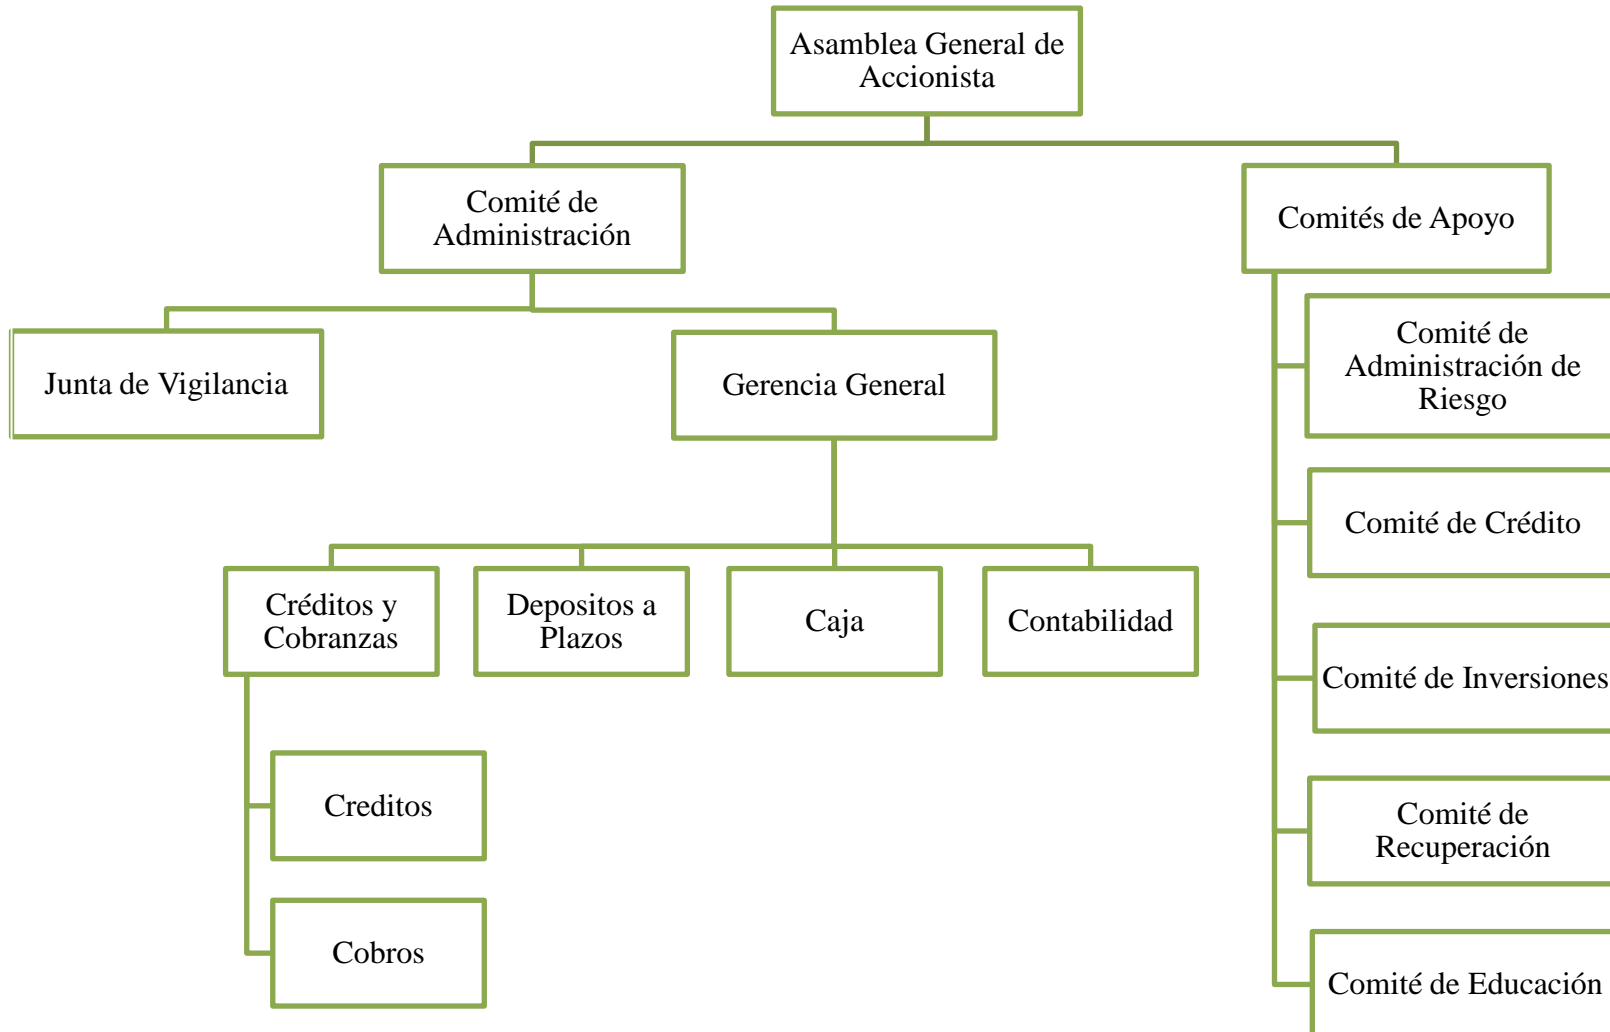 Asamblea General de
Accionista
Comité de
Administración
Comités de Apoyo
Junta de Vigilancia
Gerencia General
Comité de
Administración de
Riesgo
Comité de Crédito
Créditos y
Cobranzas
Depositos a
Plazos
Caja
Contabilidad
Comité de Inversiones
Creditos
Comité de
Recuperación
Cobros
Comité de Educación